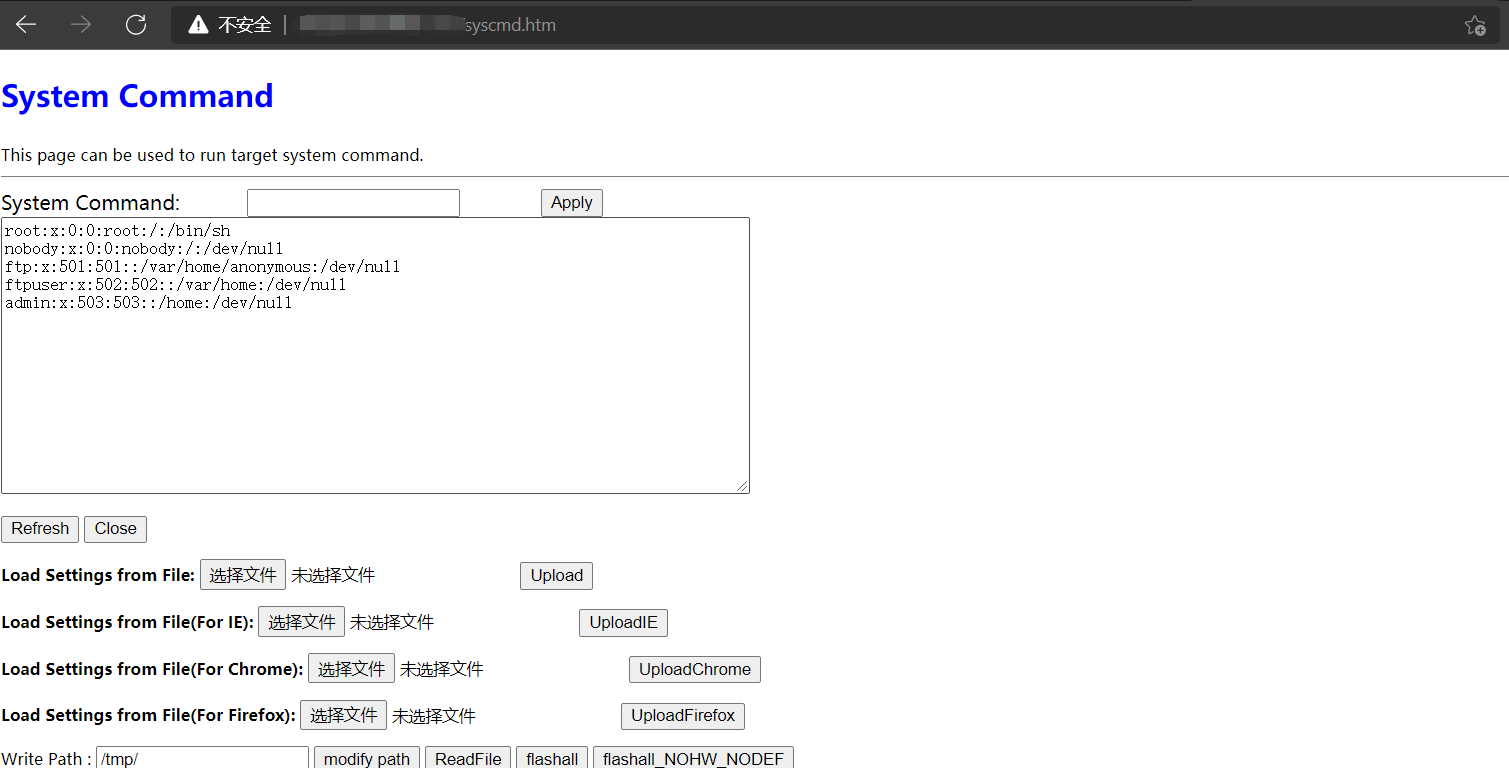 不安全 | syscmd.htm
System Command
This page can be used to run target system command.
System Command: Apply
root:x:0:0:root:/:/bin/sh
nobody:x:0:0:nobody:/:/dev/null
ftp:x:501:501::/var/home/anonymous:/dev/null
ftpuser:x:502:502::/var/home:/dev/null
admin:x:503:503::/home:/dev/null
Refresh Close
Load Settings from File: 选择文件 未选择文件 Upload
Load Settings from File(For IE): 选择文件 未选择文件 UploadIE
Load Settings from File(For Chrome): 选择文件 未选择文件 UploadChrome
Load Settings from File(For Firefox): 选择文件 未选择文件 UploadFirefox
Write Path : /tmp/ modify path ReadFile flashall flashall_NOHW_NODEF